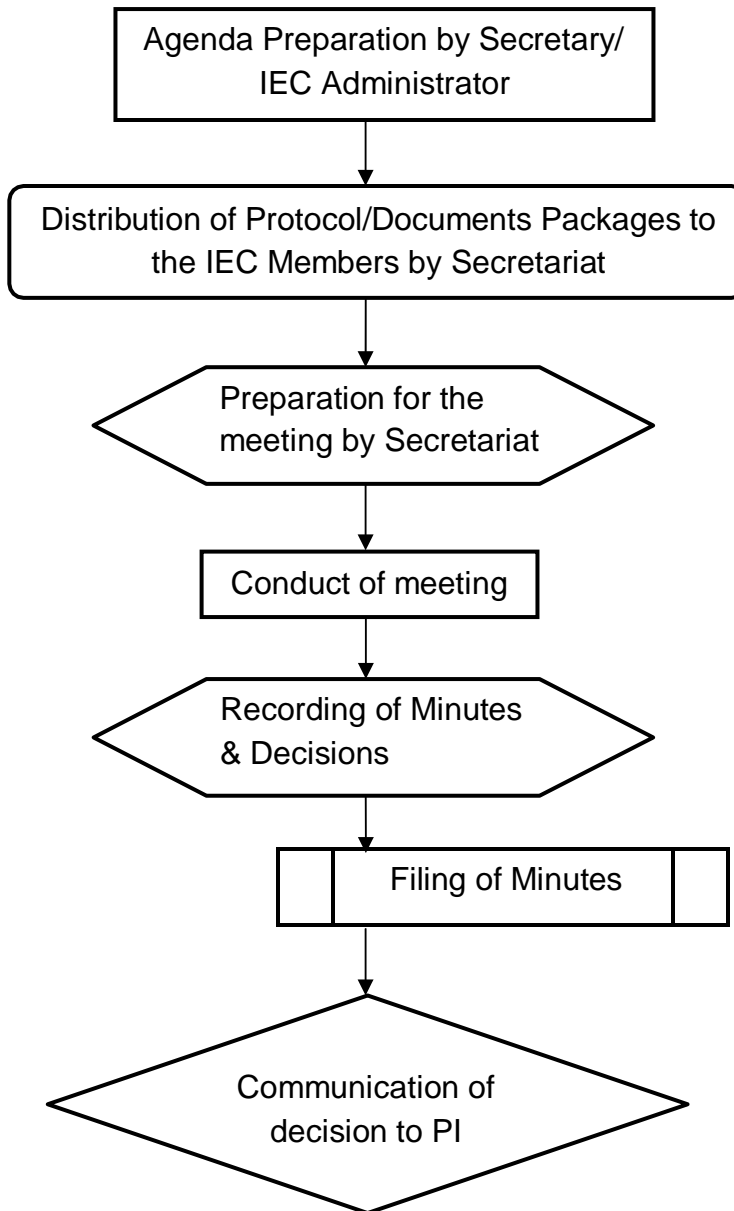 Agenda Preparation by Secretary/
IEC Administrator
Distribution of Protocol/Documents Packages to
the IEC Members by Secretariat
Preparation for the
meeting by Secretariat
Conduct of meeting
Recording of Minutes
& Decisions
Filing of Minutes
Communication of
decision to PI